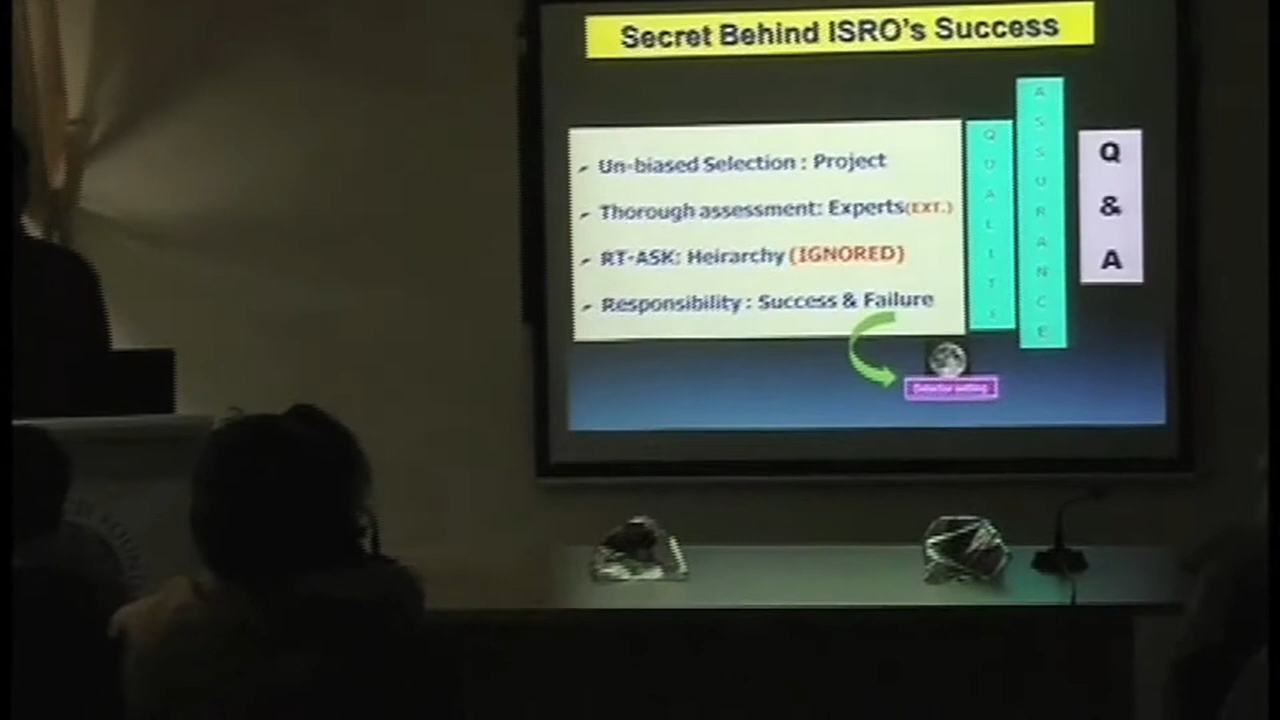 Secret Behind ISRO's Success
Un-biased Selection : Project
Thorough assessment: Experts(EXT.)
RT-ASK: Heirarchy (IGNORED)
Responsibility : Success & Failure
QUALITY
ASSURANCE
Q
&
A